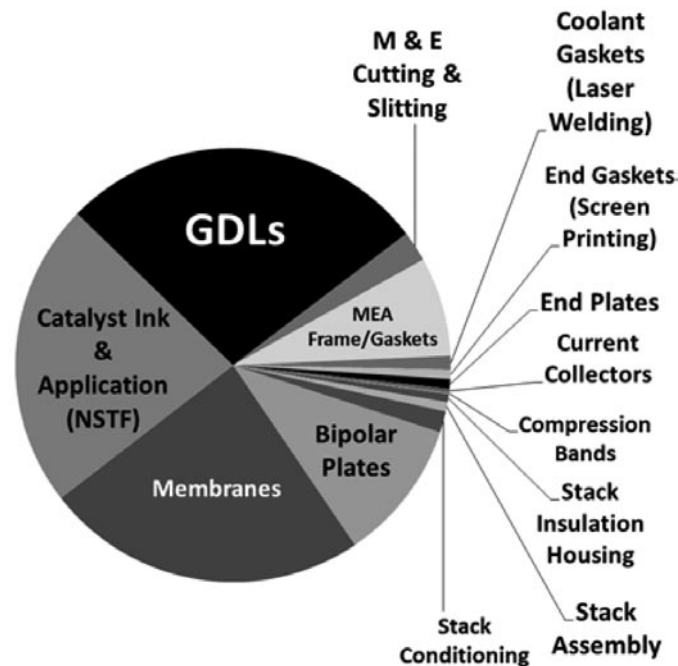 M & E
Cutting &
Slitting
Coolant
Gaskets
(Laser
Welding)
GDLs
End Gaskets
(Screen
Printing)
MEA
Frame/Gaskets
End Plates
Catalyst Ink
&
Application
(NSTF)
Current
Collectors
Bipolar
Plates
Compression
Bands
Membranes
Stack
Insulation
Housing
Stack
Conditioning
Stack
Assembly